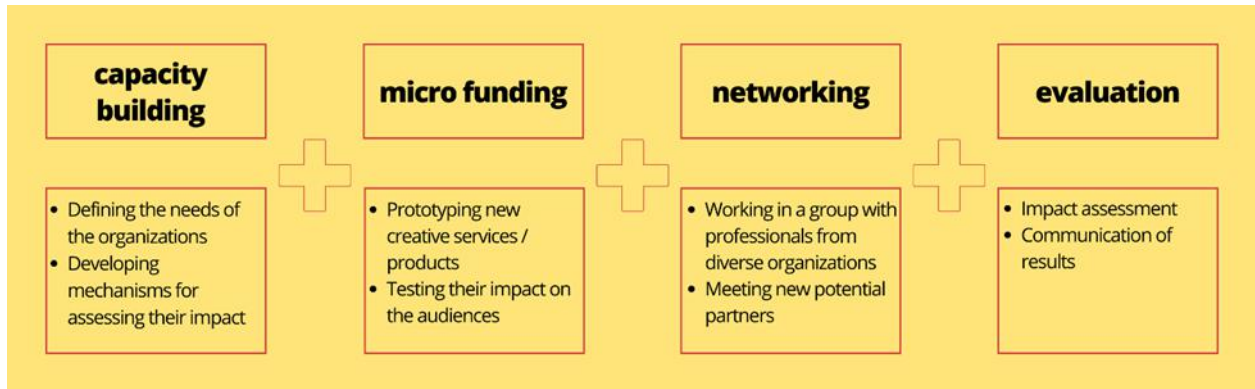 capacity
building
• Defining the needs of
the organizations
• Developing
mechanisms for
assessing their impact
micro funding
• Prototyping new
creative services /
products
• Testing their impact on
the audiences
networking
• Working in a group with
professionals from
diverse organizations
• Meeting new potential
partners
evaluation
• Impact assessment
• Communication of
results